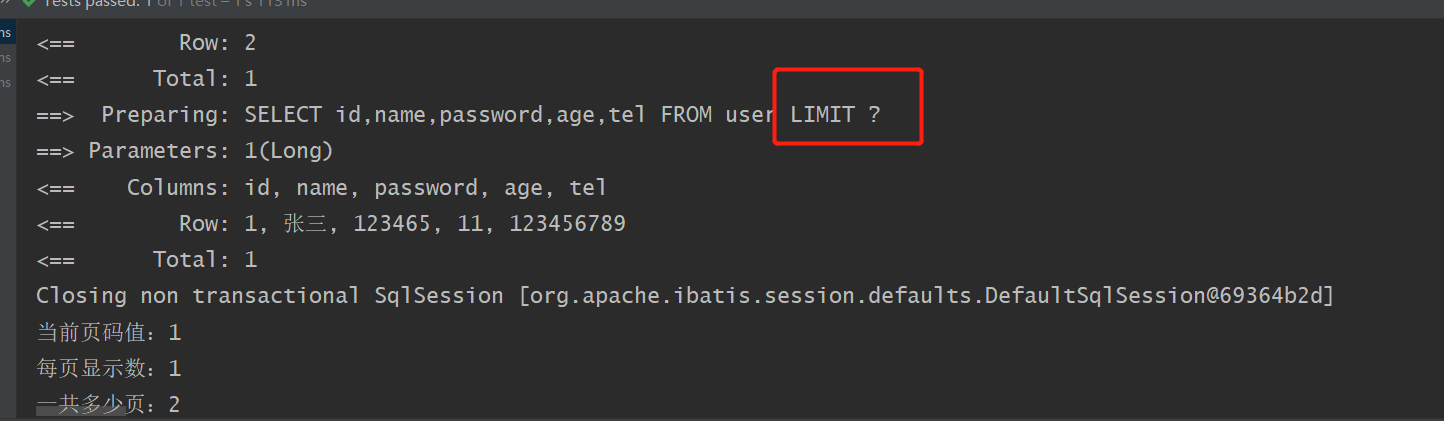 Tests passed: 1 of 1 test – 1 s 113 ms
ms
<==        Row: 2
ms
<==      Total: 1
ms
==>  Preparing: SELECT id,name,password,age,tel FROM user LIMIT ?
==> Parameters: 1(Long)
<==    Columns: id, name, password, age, tel
<==        Row: 1, 张三, 123465, 11, 123456789
<==      Total: 1
Closing non transactional SqlSession [org.apache.ibatis.session.defaults.DefaultSqlSession@69364b2d]
当前页码值：1
每页显示数：1
一共多少页：2